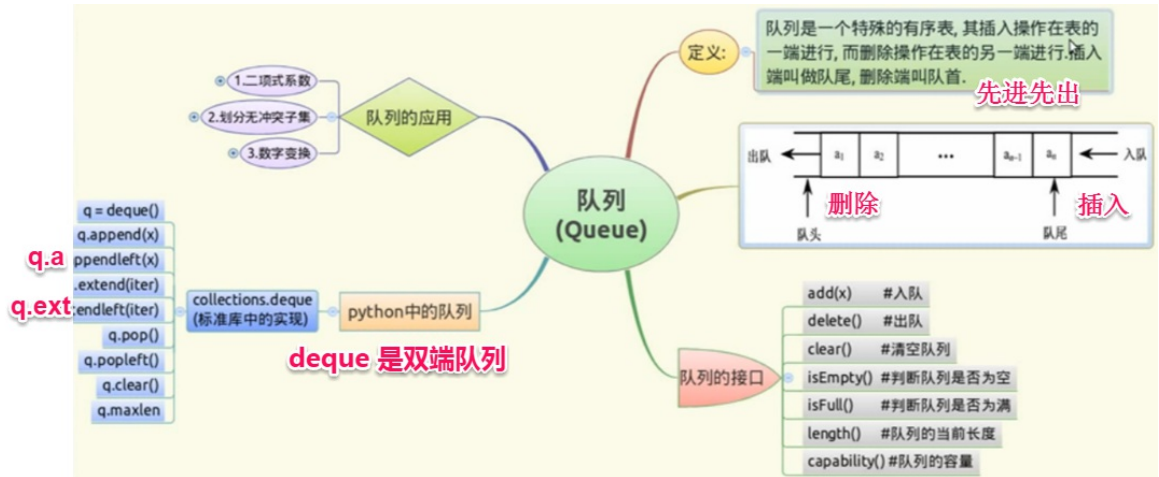 队列
(Queue)
定义:
队列是一个特殊的有序表, 其插入操作在表的
一端进行, 而删除操作在表的另一端进行.插入
端叫做队尾, 删除端叫队首.
先进先出
出队
a1
a2
...
an-1
an
入队
删除
插入
队头
队尾
队列的接口
add(x) #入队
delete() #出队
clear() #清空队列
isEmpty() #判断队列是否为空
isFull() #判断队列是否为满
length() #队列的当前长度
capability() #队列的容量
队列的应用
1.二项式系数
2.划分无冲突子集
3.数字变换
python中的队列
deque 是双端队列
collections.deque
(标准库中的实现)
q = deque()
q.append(x)
q.appendleft(x)
.extend(iter)
q.extendleft(iter)
q.pop()
q.popleft()
q.clear()
q.maxlen